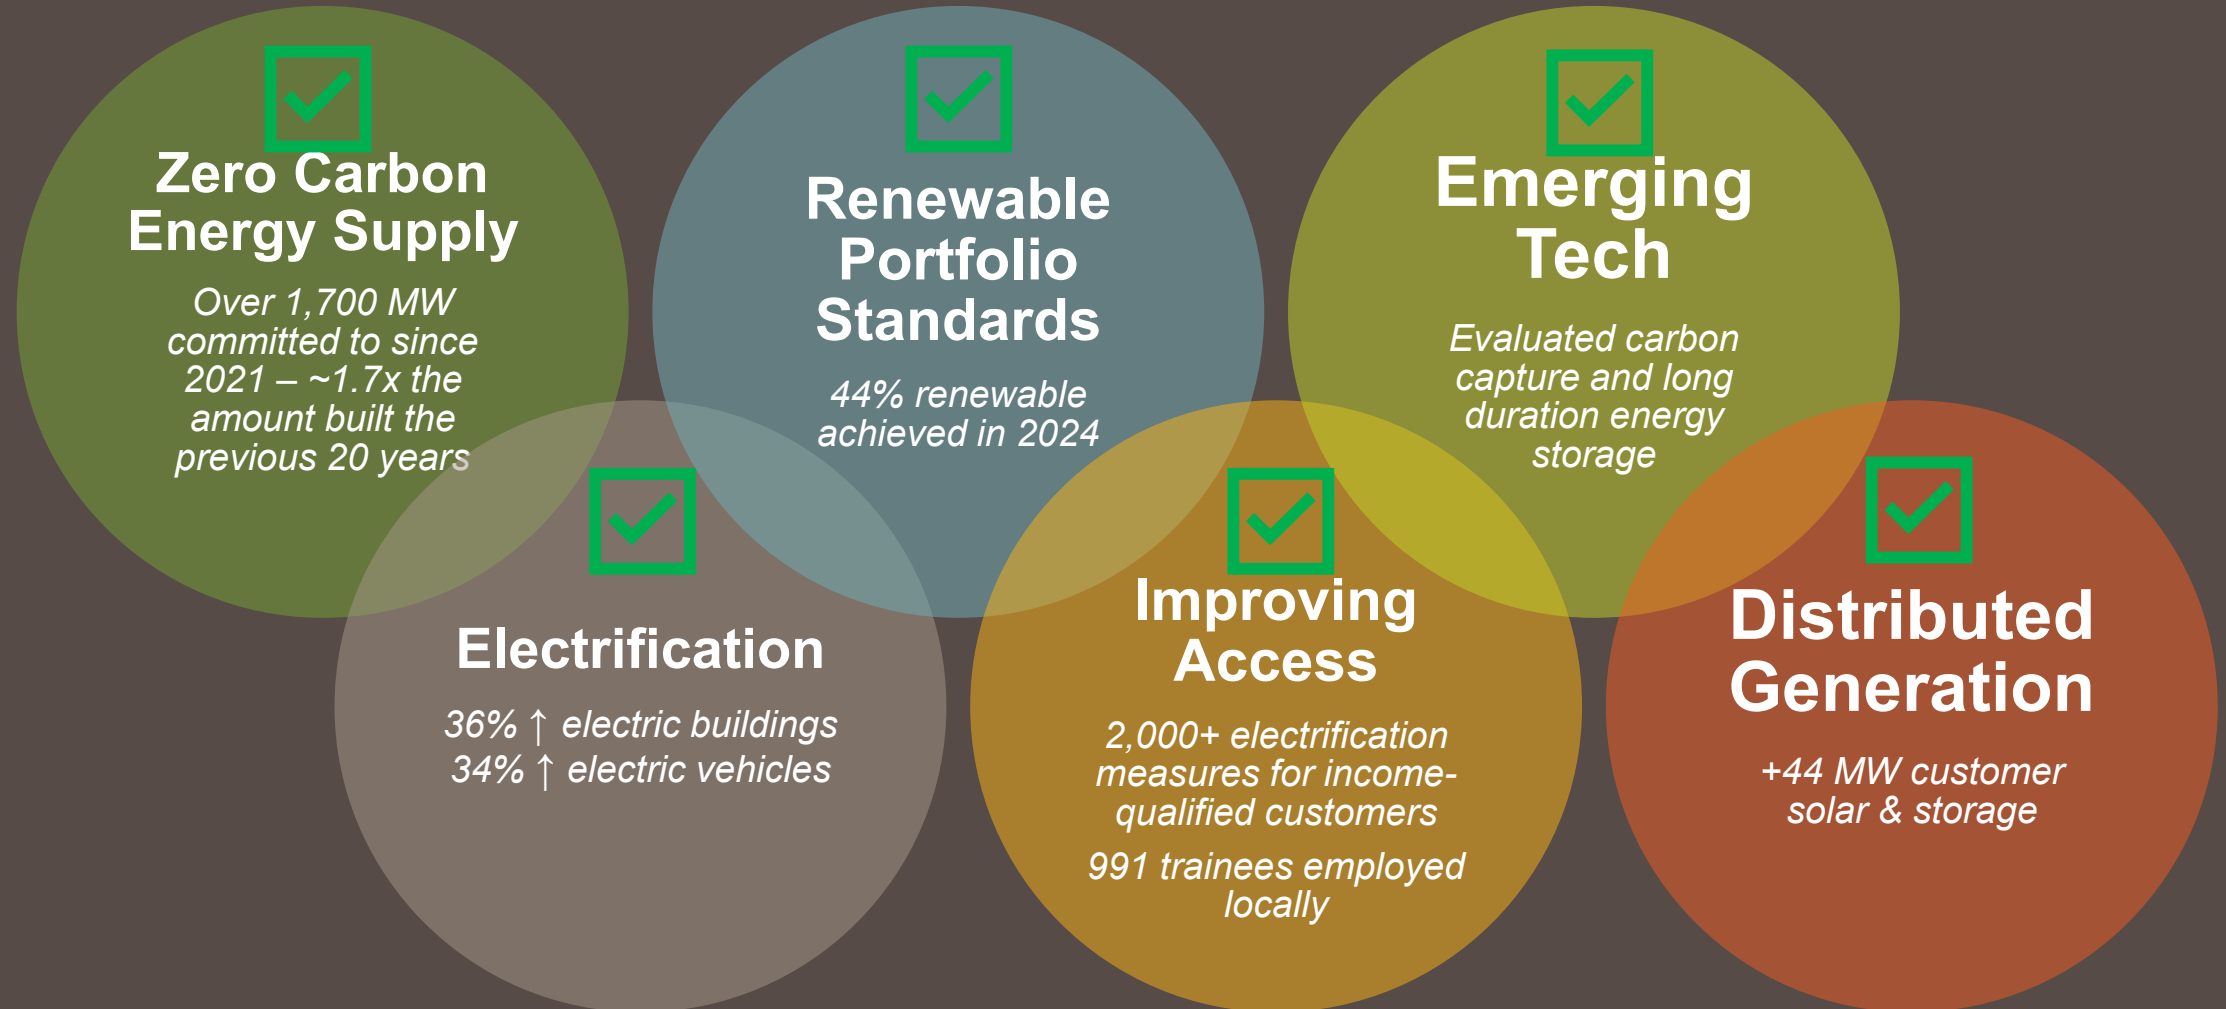 Zero Carbon
Energy Supply
Over 1,700 MW
committed to since
2021 – ~1.7x the
amount built the
previous 20 years
Renewable
Portfolio
Standards
44% renewable
achieved in 2024
Emerging
Tech
Evaluated carbon
capture and long
duration energy
storage
Electrification
36% ↑ electric buildings
34% ↑ electric vehicles
Improving
Access
2,000+ electrification
measures for income-
qualified customers
991 trainees employed
locally
Distributed
Generation
+44 MW customer
solar & storage